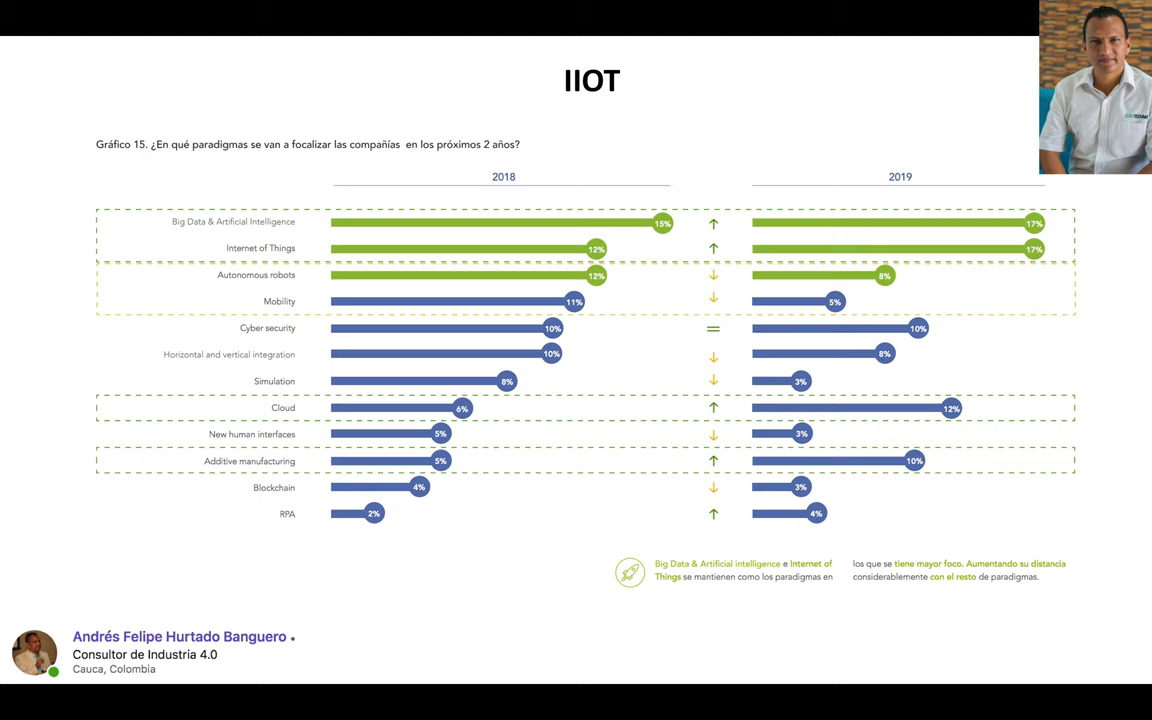 IIOT
Gráfico 15. ¿En qué paradigmas se van a focalizar las compañías en los próximos 2 años?
2018
2019
Big Data & Artificial Intelligence 15% 17%
Internet of Things 12% 17%
Autonomous robots 12% 8%
Mobility 11% 5%
Cyber security 10% 10%
Horizontal and vertical integration 10% 8%
Simulation 8% 3%
Cloud 6% 12%
New human interfaces 5% 3%
Additive manufacturing 5% 10%
Blockchain 4% 3%
RPA 2% 4%
Big Data & Artificial intelligence e Internet of
Things se mantienen como los paradigmas en
los que se tiene mayor foco. Aumentando su distancia
considerablemente con el resto de paradigmas.
Andrés Felipe Hurtado Banguero
Consultor de Industria 4.0
Cauca, Colombia